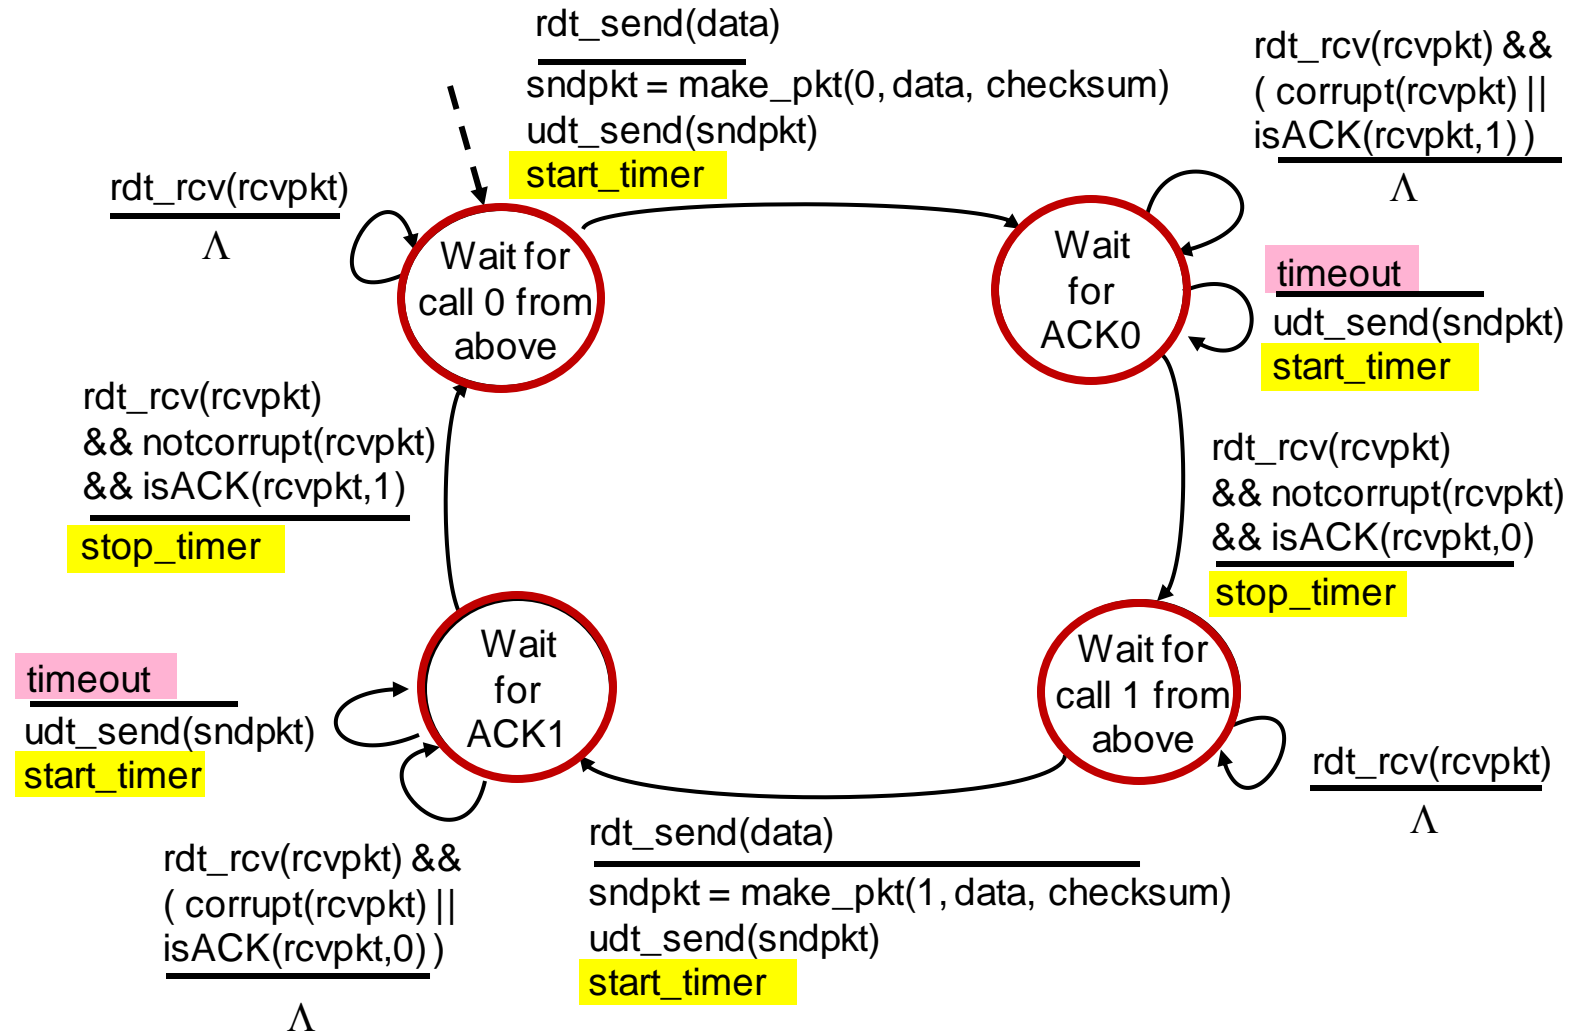 rdt_send(data)
sndpkt = make_pkt(0, data, checksum)
udt_send(sndpkt)
start_timer
rdt_rcv(rcvpkt) &&
( corrupt(rcvpkt) ||
isACK(rcvpkt,1) )
Λ
rdt_rcv(rcvpkt)
Λ
Wait for
call 0 from
above
Wait
for
ACK0
timeout
udt_send(sndpkt)
start_timer
rdt_rcv(rcvpkt)
&& notcorrupt(rcvpkt)
&& isACK(rcvpkt,1)
stop_timer
rdt_rcv(rcvpkt)
&& notcorrupt(rcvpkt)
&& isACK(rcvpkt,0)
stop_timer
timeout
udt_send(sndpkt)
start_timer
Wait
for
ACK1
Wait for
call 1 from
above
rdt_rcv(rcvpkt)
Λ
rdt_rcv(rcvpkt) &&
( corrupt(rcvpkt) ||
isACK(rcvpkt,0) )
Λ
rdt_send(data)
sndpkt = make_pkt(1, data, checksum)
udt_send(sndpkt)
start_timer